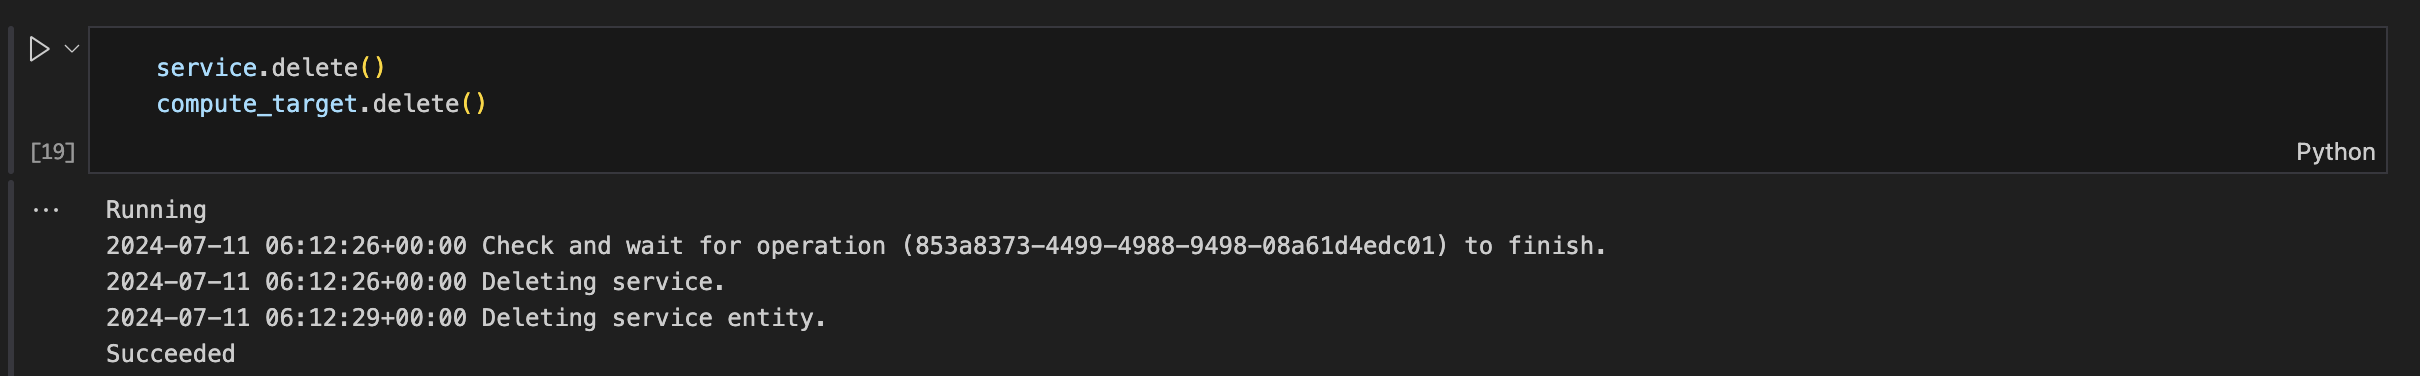 service.delete()
compute_target.delete()
[19]
Python
Running
2024-07-11 06:12:26+00:00 Check and wait for operation (853a8373-4499-4988-9498-08a61d4edc01) to finish.
2024-07-11 06:12:26+00:00 Deleting service.
2024-07-11 06:12:29+00:00 Deleting service entity.
Succeeded